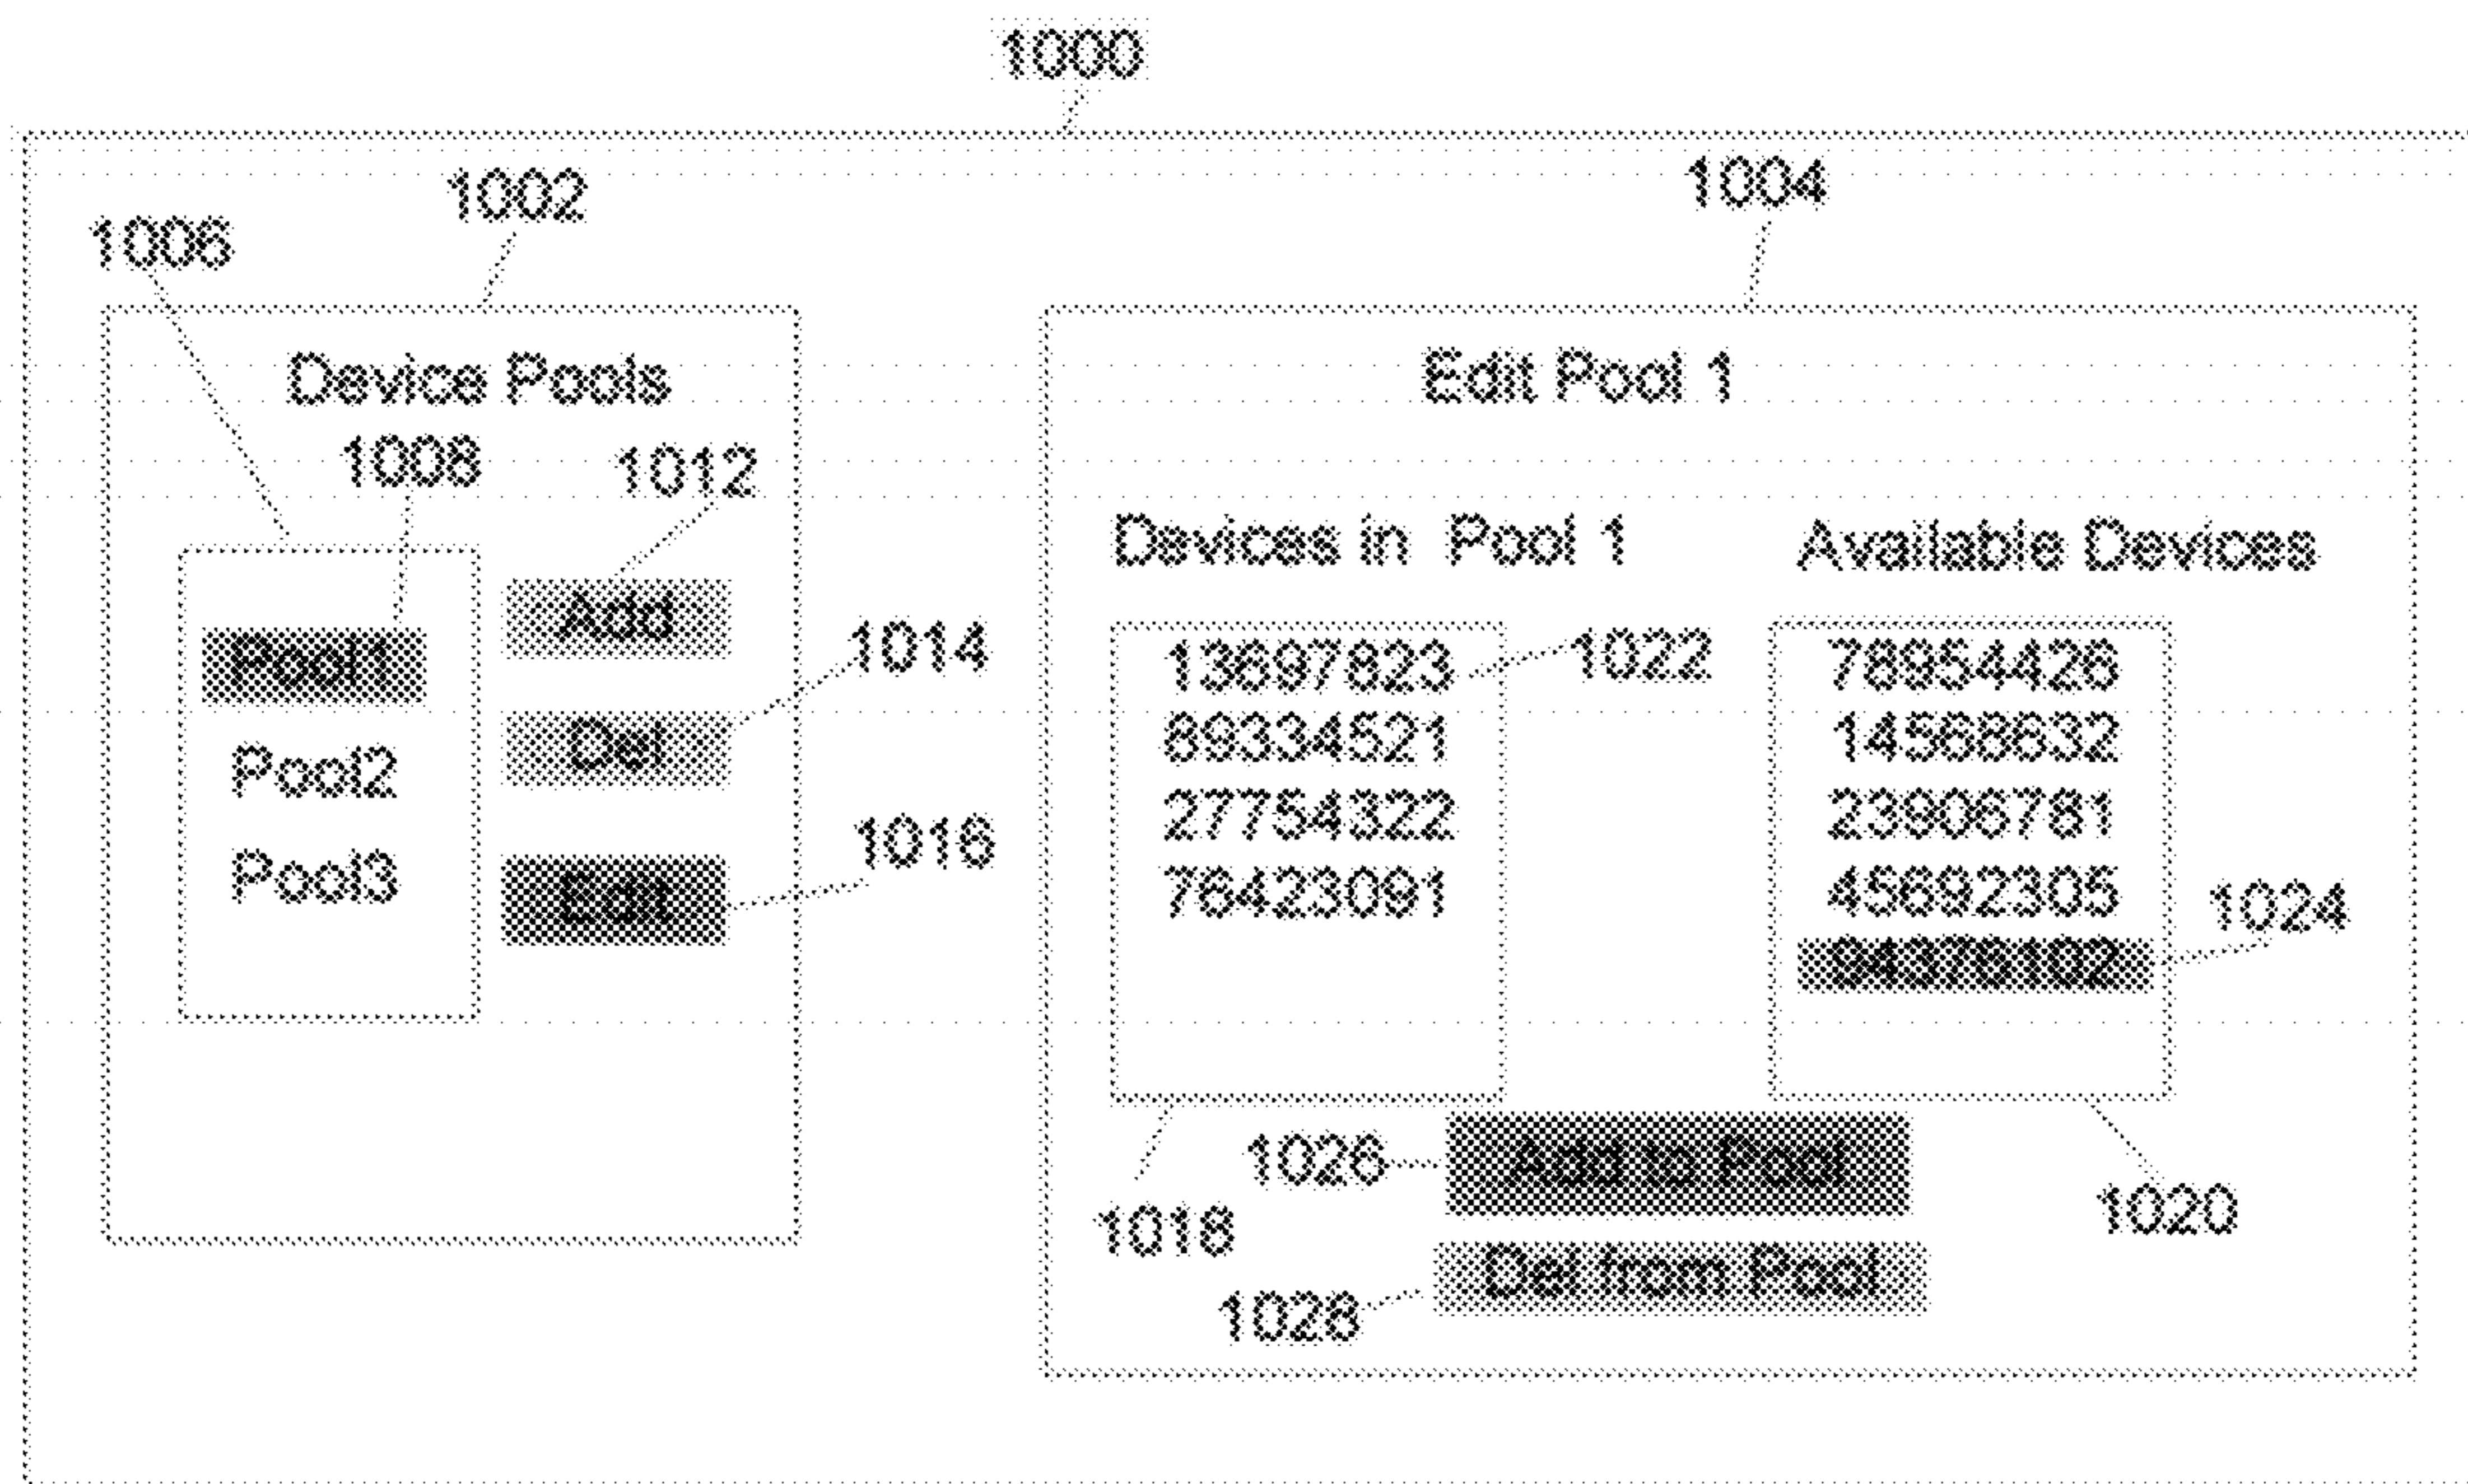 1000
1002
1004
1006
Device Pools
Edit Pool 1
1008
1012
Devices in Pool 1
Available Devices
Add
1014
Pool1
13697823
1022
78954426
Del
89334521
14568632
Pool2
27754322
23906781
1016
Pool3
Edit
76423091
45692305
1024
94376102
1026
Add to Pool
1018
1020
Del from Pool
1028